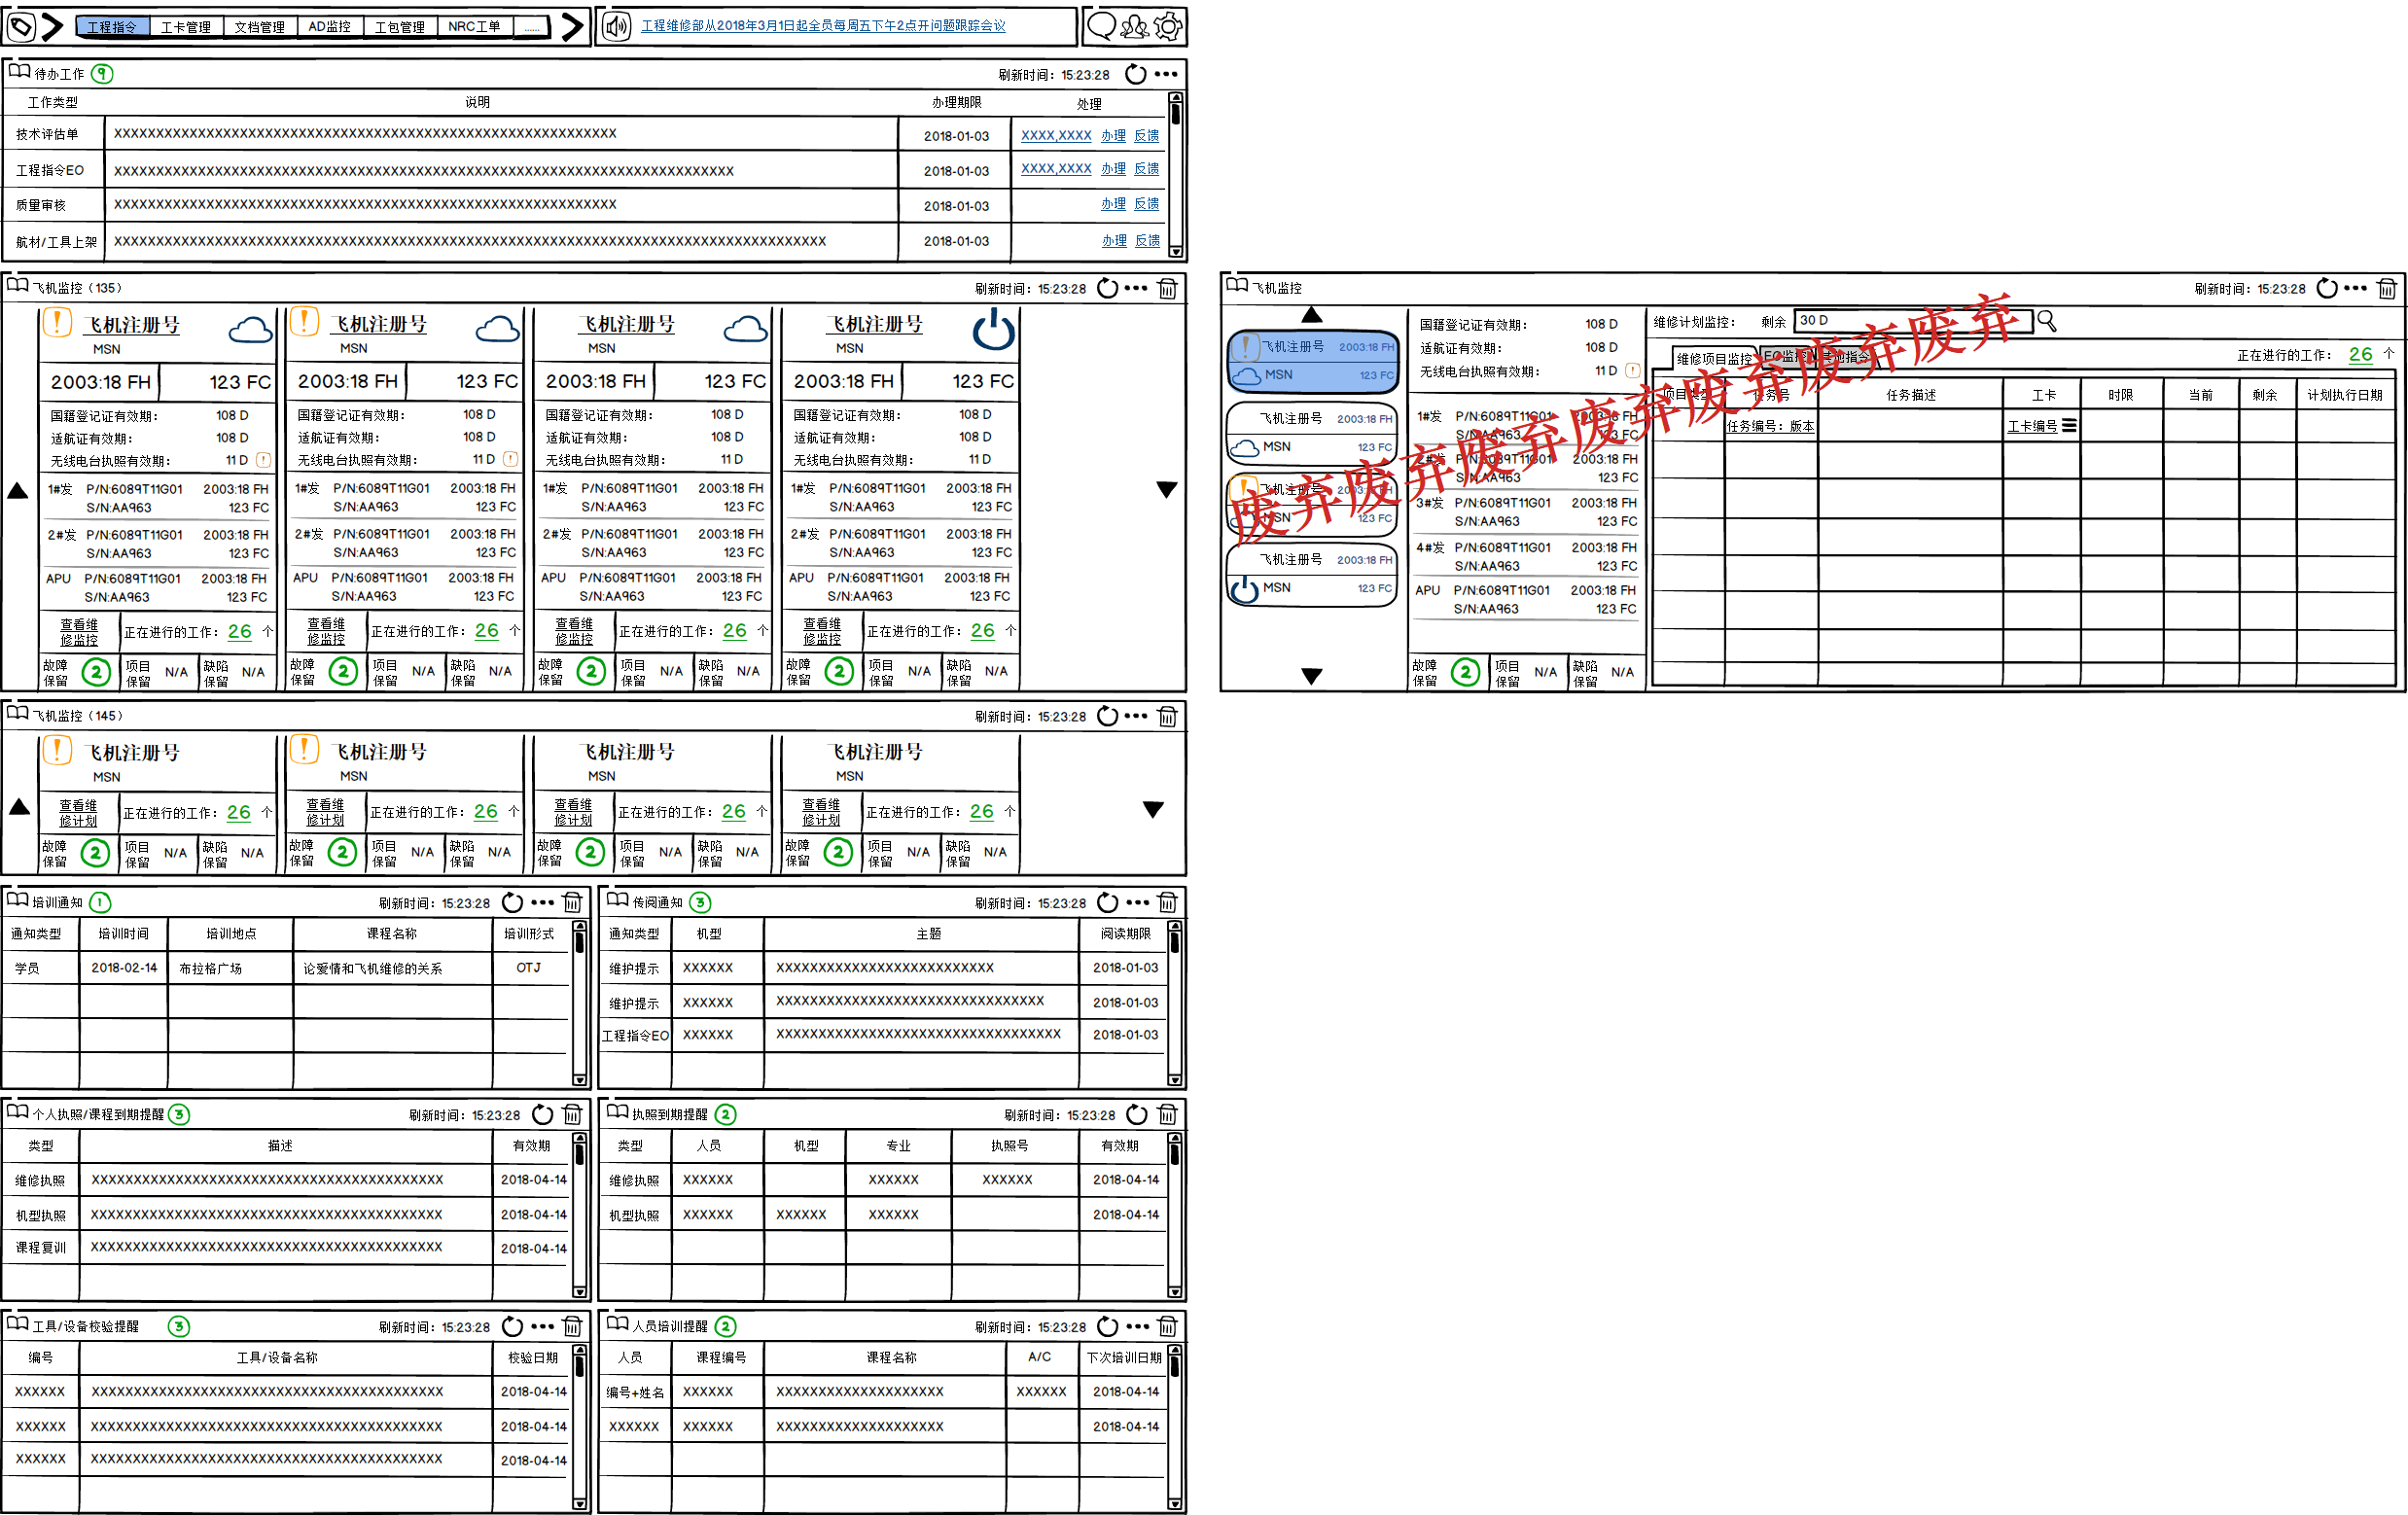 工程指令 工卡管理 文档管理 AD监控 工包管理 NRC工单 ......
工程维修部从2018年3月1日起全员每周五下午2点开问题跟踪会议
待办工作 9 刷新时间：15:23:28
工作类型 说明 办理期限 处理
技术评估单 XXXXXXXXXXXXXXXXXXXXXXXXXXXXXXXXXXXXXXXXXXXXXXXXXXXXXXXXXXXX 2018-01-03 XXXX,XXXX 办理 反馈
工程指令EO XXXXXXXXXXXXXXXXXXXXXXXXXXXXXXXXXXXXXXXXXXXXXXXXXXXXXXXXXXXXXXXXXXXXXXXXXX 2018-01-03 XXXX,XXXX 办理 反馈
质量审核 XXXXXXXXXXXXXXXXXXXXXXXXXXXXXXXXXXXXXXXXXXXXXXXXXXXXXXXXXXXX 2018-01-03 办理 反馈
航材/工具上架 XXXXXXXXXXXXXXXXXXXXXXXXXXXXXXXXXXXXXXXXXXXXXXXXXXXXXXXXXXXXXXXXXXXXXXXXXXXXXXXXXXXXX 2018-01-03 办理 反馈
飞机监控（135） 刷新时间：15:23:28
! 飞机注册号 ! 飞机注册号 飞机注册号 飞机注册号
MSN MSN MSN MSN
2003:18 FH 123 FC 2003:18 FH 123 FC 2003:18 FH 123 FC 2003:18 FH 123 FC
国籍登记证有效期： 108 D 国籍登记证有效期： 108 D 国籍登记证有效期： 108 D 国籍登记证有效期： 108 D
适航证有效期： 108 D 适航证有效期： 108 D 适航证有效期： 108 D 适航证有效期： 108 D
无线电台执照有效期： 11 D ! 无线电台执照有效期： 11 D ! 无线电台执照有效期： 11 D 无线电台执照有效期： 11 D
1#发 P/N:6089T11G01 2003:18 FH 1#发 P/N:6089T11G01 2003:18 FH 1#发 P/N:6089T11G01 2003:18 FH 1#发 P/N:6089T11G01 2003:18 FH
S/N:AA963 123 FC S/N:AA963 123 FC S/N:AA963 123 FC S/N:AA963 123 FC
2#发 P/N:6089T11G01 2003:18 FH 2#发 P/N:6089T11G01 2003:18 FH 2#发 P/N:6089T11G01 2003:18 FH 2#发 P/N:6089T11G01 2003:18 FH
S/N:AA963 123 FC S/N:AA963 123 FC S/N:AA963 123 FC S/N:AA963 123 FC
APU P/N:6089T11G01 2003:18 FH APU P/N:6089T11G01 2003:18 FH APU P/N:6089T11G01 2003:18 FH APU P/N:6089T11G01 2003:18 FH
S/N:AA963 123 FC S/N:AA963 123 FC S/N:AA963 123 FC S/N:AA963 123 FC
查看维修监控 正在进行的工作： 26 个 查看维修监控 正在进行的工作： 26 个 查看维修监控 正在进行的工作： 26 个 查看维修监控 正在进行的工作： 26 个
故障保留 2 项目保留 N/A 缺陷保留 N/A 故障保留 2 项目保留 N/A 缺陷保留 N/A 故障保留 2 项目保留 N/A 缺陷保留 N/A 故障保留 2 项目保留 N/A 缺陷保留 N/A
飞机监控 刷新时间：15:23:28
! 飞机注册号 2003:18 FH
MSN 123 FC
飞机注册号 2003:18 FH
MSN 123 FC
! 飞机注册号 2003:18 FH
MSN 123 FC
飞机注册号 2003:18 FH
MSN 123 FC
国籍登记证有效期： 108 D
适航证有效期： 108 D
无线电台执照有效期： 11 D !
1#发 P/N:6089T11G01 2003:18 FH
S/N:AA963 123 FC
2#发 P/N:6089T11G01 2003:18 FH
S/N:AA963 123 FC
3#发 P/N:6089T11G01 2003:18 FH
S/N:AA963 123 FC
4#发 P/N:6089T11G01 2003:18 FH
S/N:AA963 123 FC
APU P/N:6089T11G01 2003:18 FH
S/N:AA963 123 FC
故障保留 2 项目保留 N/A 缺陷保留 N/A
维修计划监控： 剩余 30 D
维修项目监控 EO监控 其他指令 正在进行的工作： 26 个
项目类型 任务号 任务描述 工卡 时限 当前 剩余 计划执行日期
任务编号：版本 工卡编号
废弃废弃废弃废弃废弃废弃废弃
飞机监控（145） 刷新时间：15:23:28
! 飞机注册号 ! 飞机注册号 飞机注册号 飞机注册号
MSN MSN MSN MSN
查看维修计划 正在进行的工作： 26 个 查看维修计划 正在进行的工作： 26 个 查看维修计划 正在进行的工作： 26 个 查看维修计划 正在进行的工作： 26 个
故障保留 2 项目保留 N/A 缺陷保留 N/A 故障保留 2 项目保留 N/A 缺陷保留 N/A 故障保留 2 项目保留 N/A 缺陷保留 N/A 故障保留 2 项目保留 N/A 缺陷保留 N/A
培训通知 1 刷新时间：15:23:28
通知类型 培训时间 培训地点 课程名称 培训形式
学员 2018-02-14 布拉格广场 论爱情和飞机维修的关系 OTJ
传阅通知 3 刷新时间：15:23:28
通知类型 机型 主题 阅读期限
维护提示 XXXXXX XXXXXXXXXXXXXXXXXXXXXXXXXX 2018-01-03
维护提示 XXXXXX XXXXXXXXXXXXXXXXXXXXXXXXXXXXXXXX 2018-01-03
工程指令EO XXXXXX XXXXXXXXXXXXXXXXXXXXXXXXXXXXXXXXXX 2018-01-03
个人执照/课程到期提醒 3 刷新时间：15:23:28
类型 描述 有效期
维修执照 XXXXXXXXXXXXXXXXXXXXXXXXXXXXXXXXXXXXXXXXXX 2018-04-14
机型执照 XXXXXXXXXXXXXXXXXXXXXXXXXXXXXXXXXXXXXXXXXX 2018-04-14
课程复训 XXXXXXXXXXXXXXXXXXXXXXXXXXXXXXXXXXXXXXXXXX 2018-04-14
执照到期提醒 2 刷新时间：15:23:28
类型 人员 机型 专业 执照号 有效期
维修执照 XXXXXX XXXXXX XXXXXX 2018-04-14
机型执照 XXXXXX XXXXXX XXXXXX 2018-04-14
工具/设备校验提醒 3 刷新时间：15:23:28
编号 工具/设备名称 校验日期
XXXXXX XXXXXXXXXXXXXXXXXXXXXXXXXXXXXXXXXXXXXXXXXX 2018-04-14
XXXXXX XXXXXXXXXXXXXXXXXXXXXXXXXXXXXXXXXXXXXXXXXX 2018-04-14
XXXXXX XXXXXXXXXXXXXXXXXXXXXXXXXXXXXXXXXXXXXXXXXX 2018-04-14
人员培训提醒 2 刷新时间：15:23:28
人员 课程编号 课程名称 A/C 下次培训日期
编号+姓名 XXXXXX XXXXXXXXXXXXXXXXXXXX XXXXXX 2018-04-14
XXXXXX XXXXXX XXXXXXXXXXXXXXXXXXXX 2018-04-14